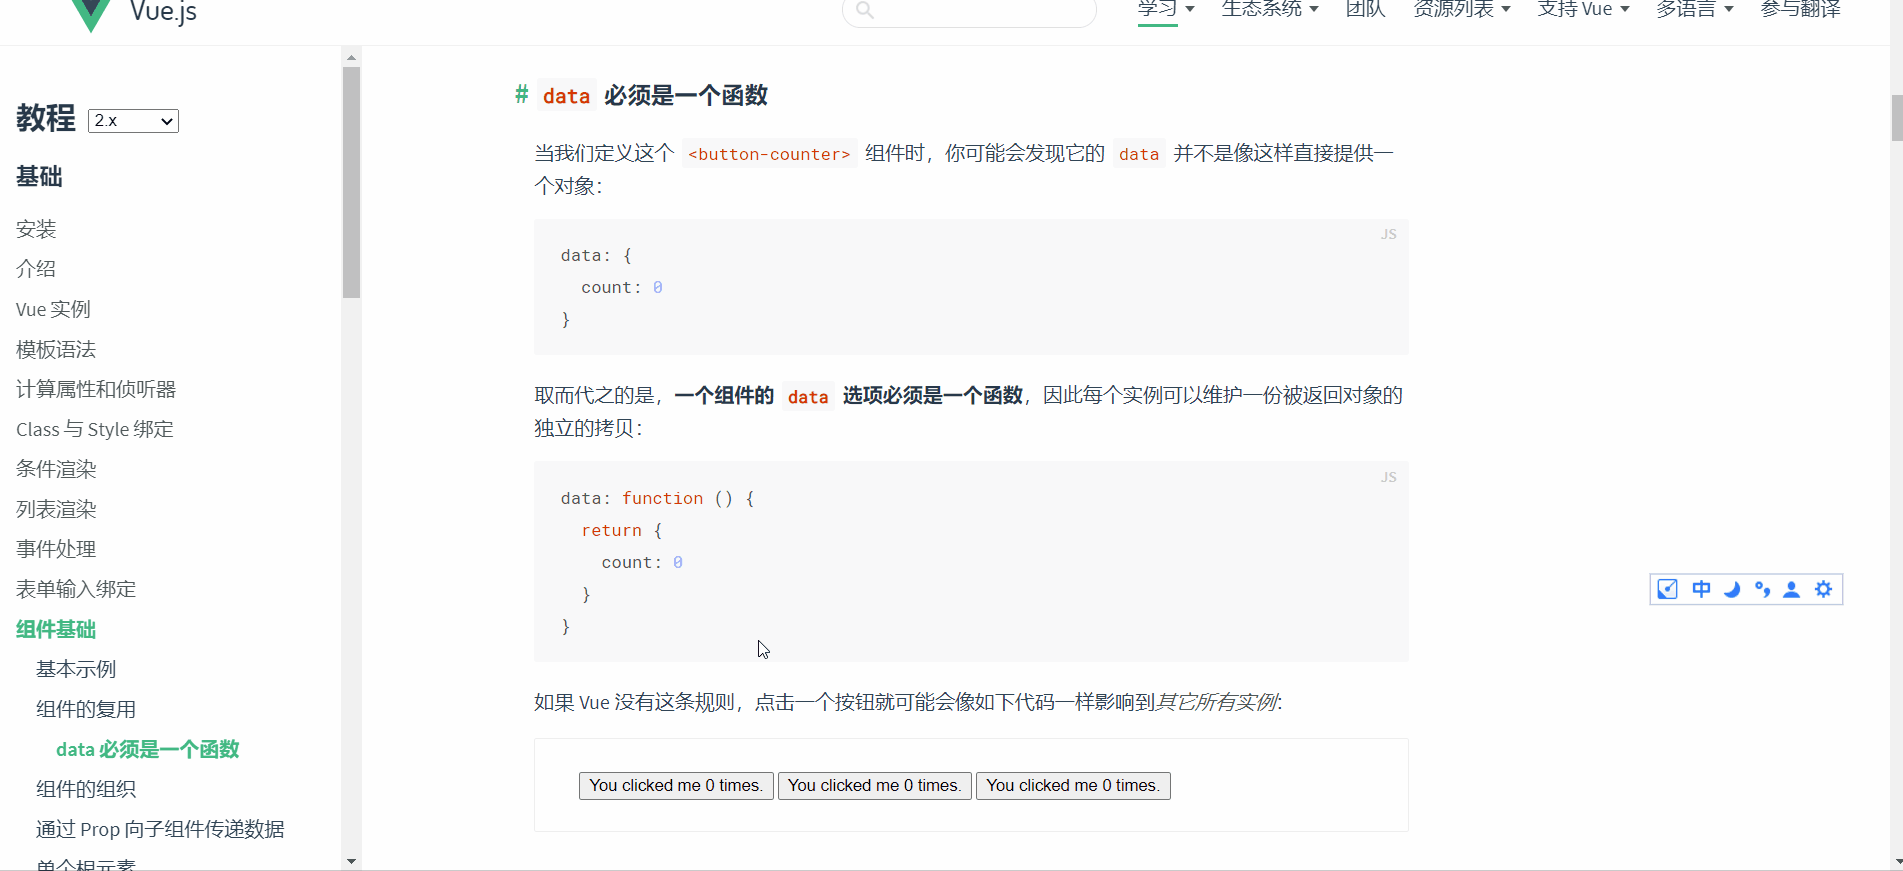 Vue.js
学习 生态系统 团队 资源列表 支持 Vue 多语言 参与翻译
教程 2.x
基础
安装
介绍
Vue 实例
模板语法
计算属性和侦听器
Class 与 Style 绑定
条件渲染
列表渲染
事件处理
表单输入绑定
组件基础
基本示例
组件的复用
data 必须是一个函数
组件的组织
通过 Prop 向子组件传递数据
单个根元素
# data 必须是一个函数
当我们定义这个 <button-counter> 组件时，你可能会发现它的 data 并不是像这样直接提供一
个对象：
JS
data: {
  count: 0
}
取而代之的是，一个组件的 data 选项必须是一个函数，因此每个实例可以维护一份被返回对象的
独立的拷贝：
JS
data: function () {
  return {
    count: 0
  }
}
如果 Vue 没有这条规则，点击一个按钮就可能会像如下代码一样影响到其它所有实例：
You clicked me 0 times. You clicked me 0 times. You clicked me 0 times.
中